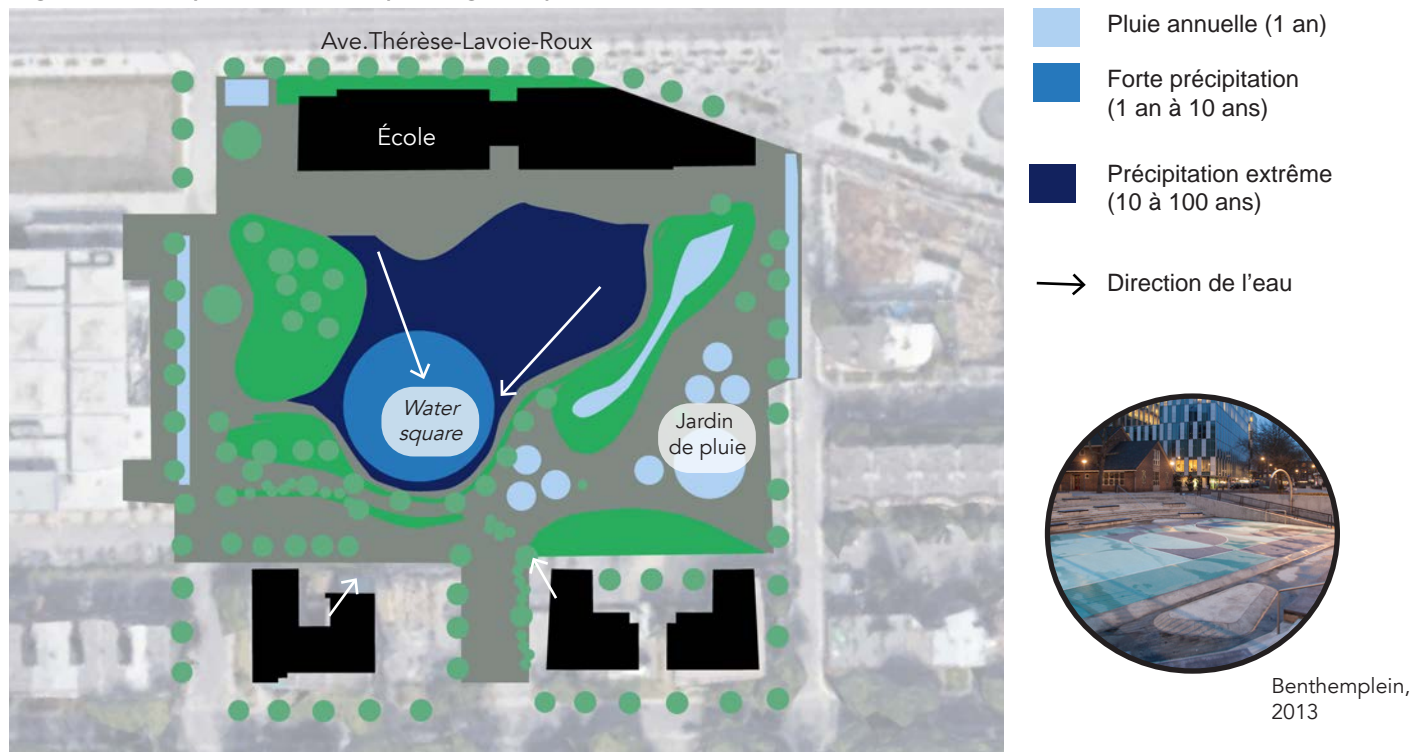 Ave.Thérèse-Lavoie-Roux
École
Water
square
Jardin
de pluie
Pluie annuelle (1 an)
Forte précipitation
(1 an à 10 ans)
Précipitation extrême
(10 à 100 ans)
Direction de l'eau
Benthemplein,
2013